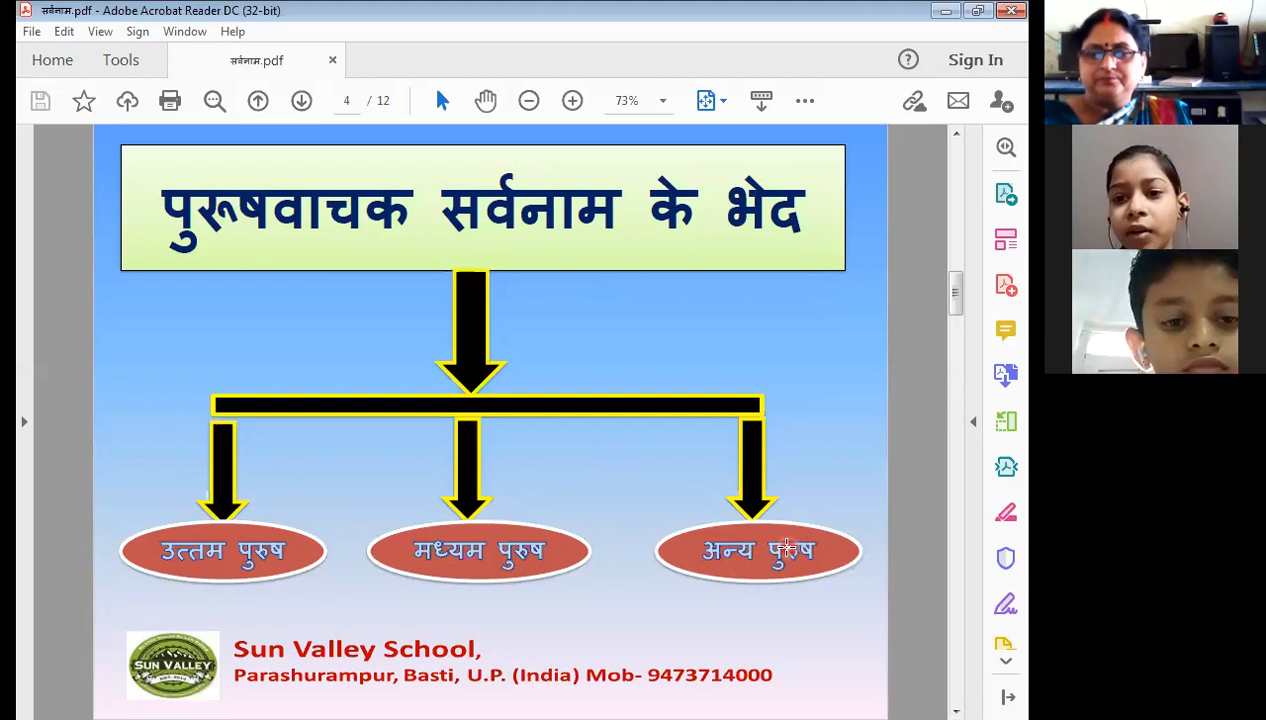 सर्वनाम.pdf - Adobe Acrobat Reader DC (32-bit)
File Edit View Sign Window Help
Home Tools सर्वनाम.pdf × Sign In
4 / 12 73%
पुरूषवाचक सर्वनाम के भेद
उत्तम पुरुष मध्यम पुरुष अन्य पुरुष
SUN VALLEY
Sun Valley School,
Parashurampur, Basti, U.P. (India) Mob- 9473714000